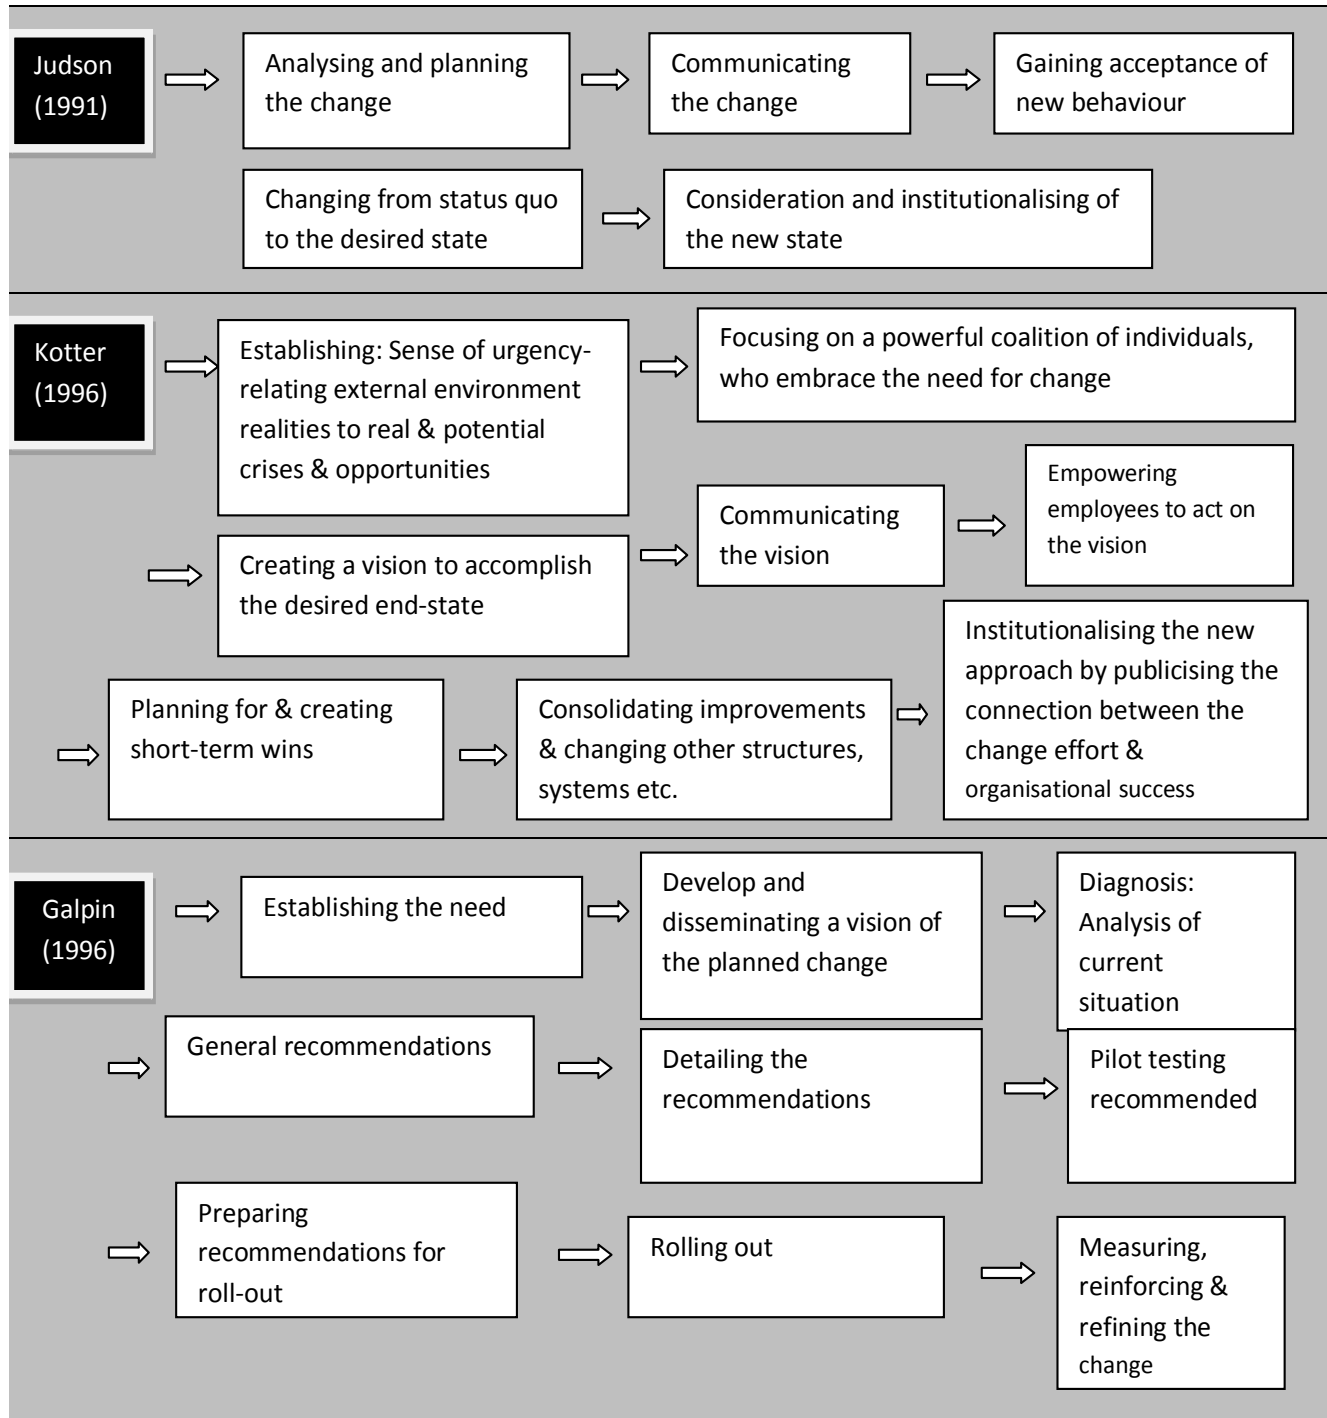 Judson
(1991)
Analysing and planning
the change
Communicating
the change
Gaining acceptance of
new behaviour
Changing from status quo
to the desired state
Consideration and institutionalising of
the new state
Kotter
(1996)
Establishing: Sense of urgency-
relating external environment
realities to real & potential
crises & opportunities
Focusing on a powerful coalition of individuals,
who embrace the need for change
Creating a vision to accomplish
the desired end-state
Communicating
the vision
Empowering
employees to act on
the vision
Planning for & creating
short-term wins
Consolidating improvements
& changing other structures,
systems etc.
Institutionalising the new
approach by publicising the
connection between the
change effort &
organisational success
Galpin
(1996)
Establishing the need
Develop and
disseminating a vision of
the planned change
Diagnosis:
Analysis of
current
situation
General recommendations
Detailing the
recommendations
Pilot testing
recommended
Preparing
recommendations for
roll-out
Rolling out
Measuring,
reinforcing &
refining the
change